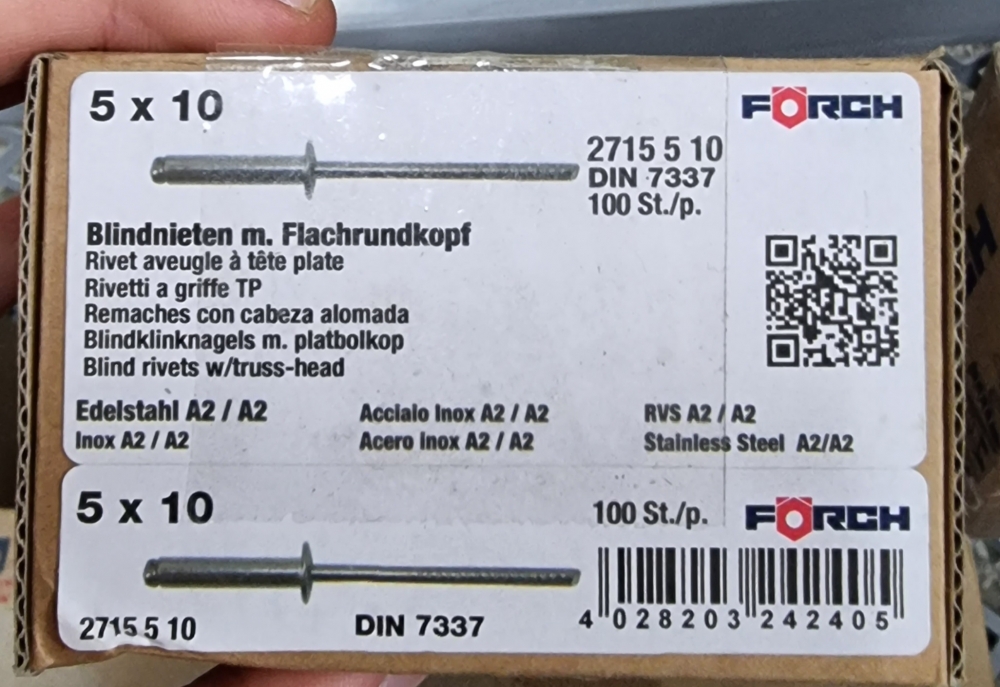 5 x 10
FÖRCH
2715 5 10
DIN 7337
100 St./p.
Blindnieten m. Flachrundkopf
Rivet aveugle à tête plate
Rivetti a griffe TP
Remaches con cabeza alomada
Blindklinknagels m. platbolkop
Blind rivets w/truss-head
Edelstahl A2 / A2
Acciaio Inox A2 / A2
RVS A2 / A2
Inox A2 / A2
Acero inox A2 / A2
Stainless Steel A2/A2
5 x 10
100 St./p.
FÖRCH
2715 5 10
DIN 7337
4 028203 242405